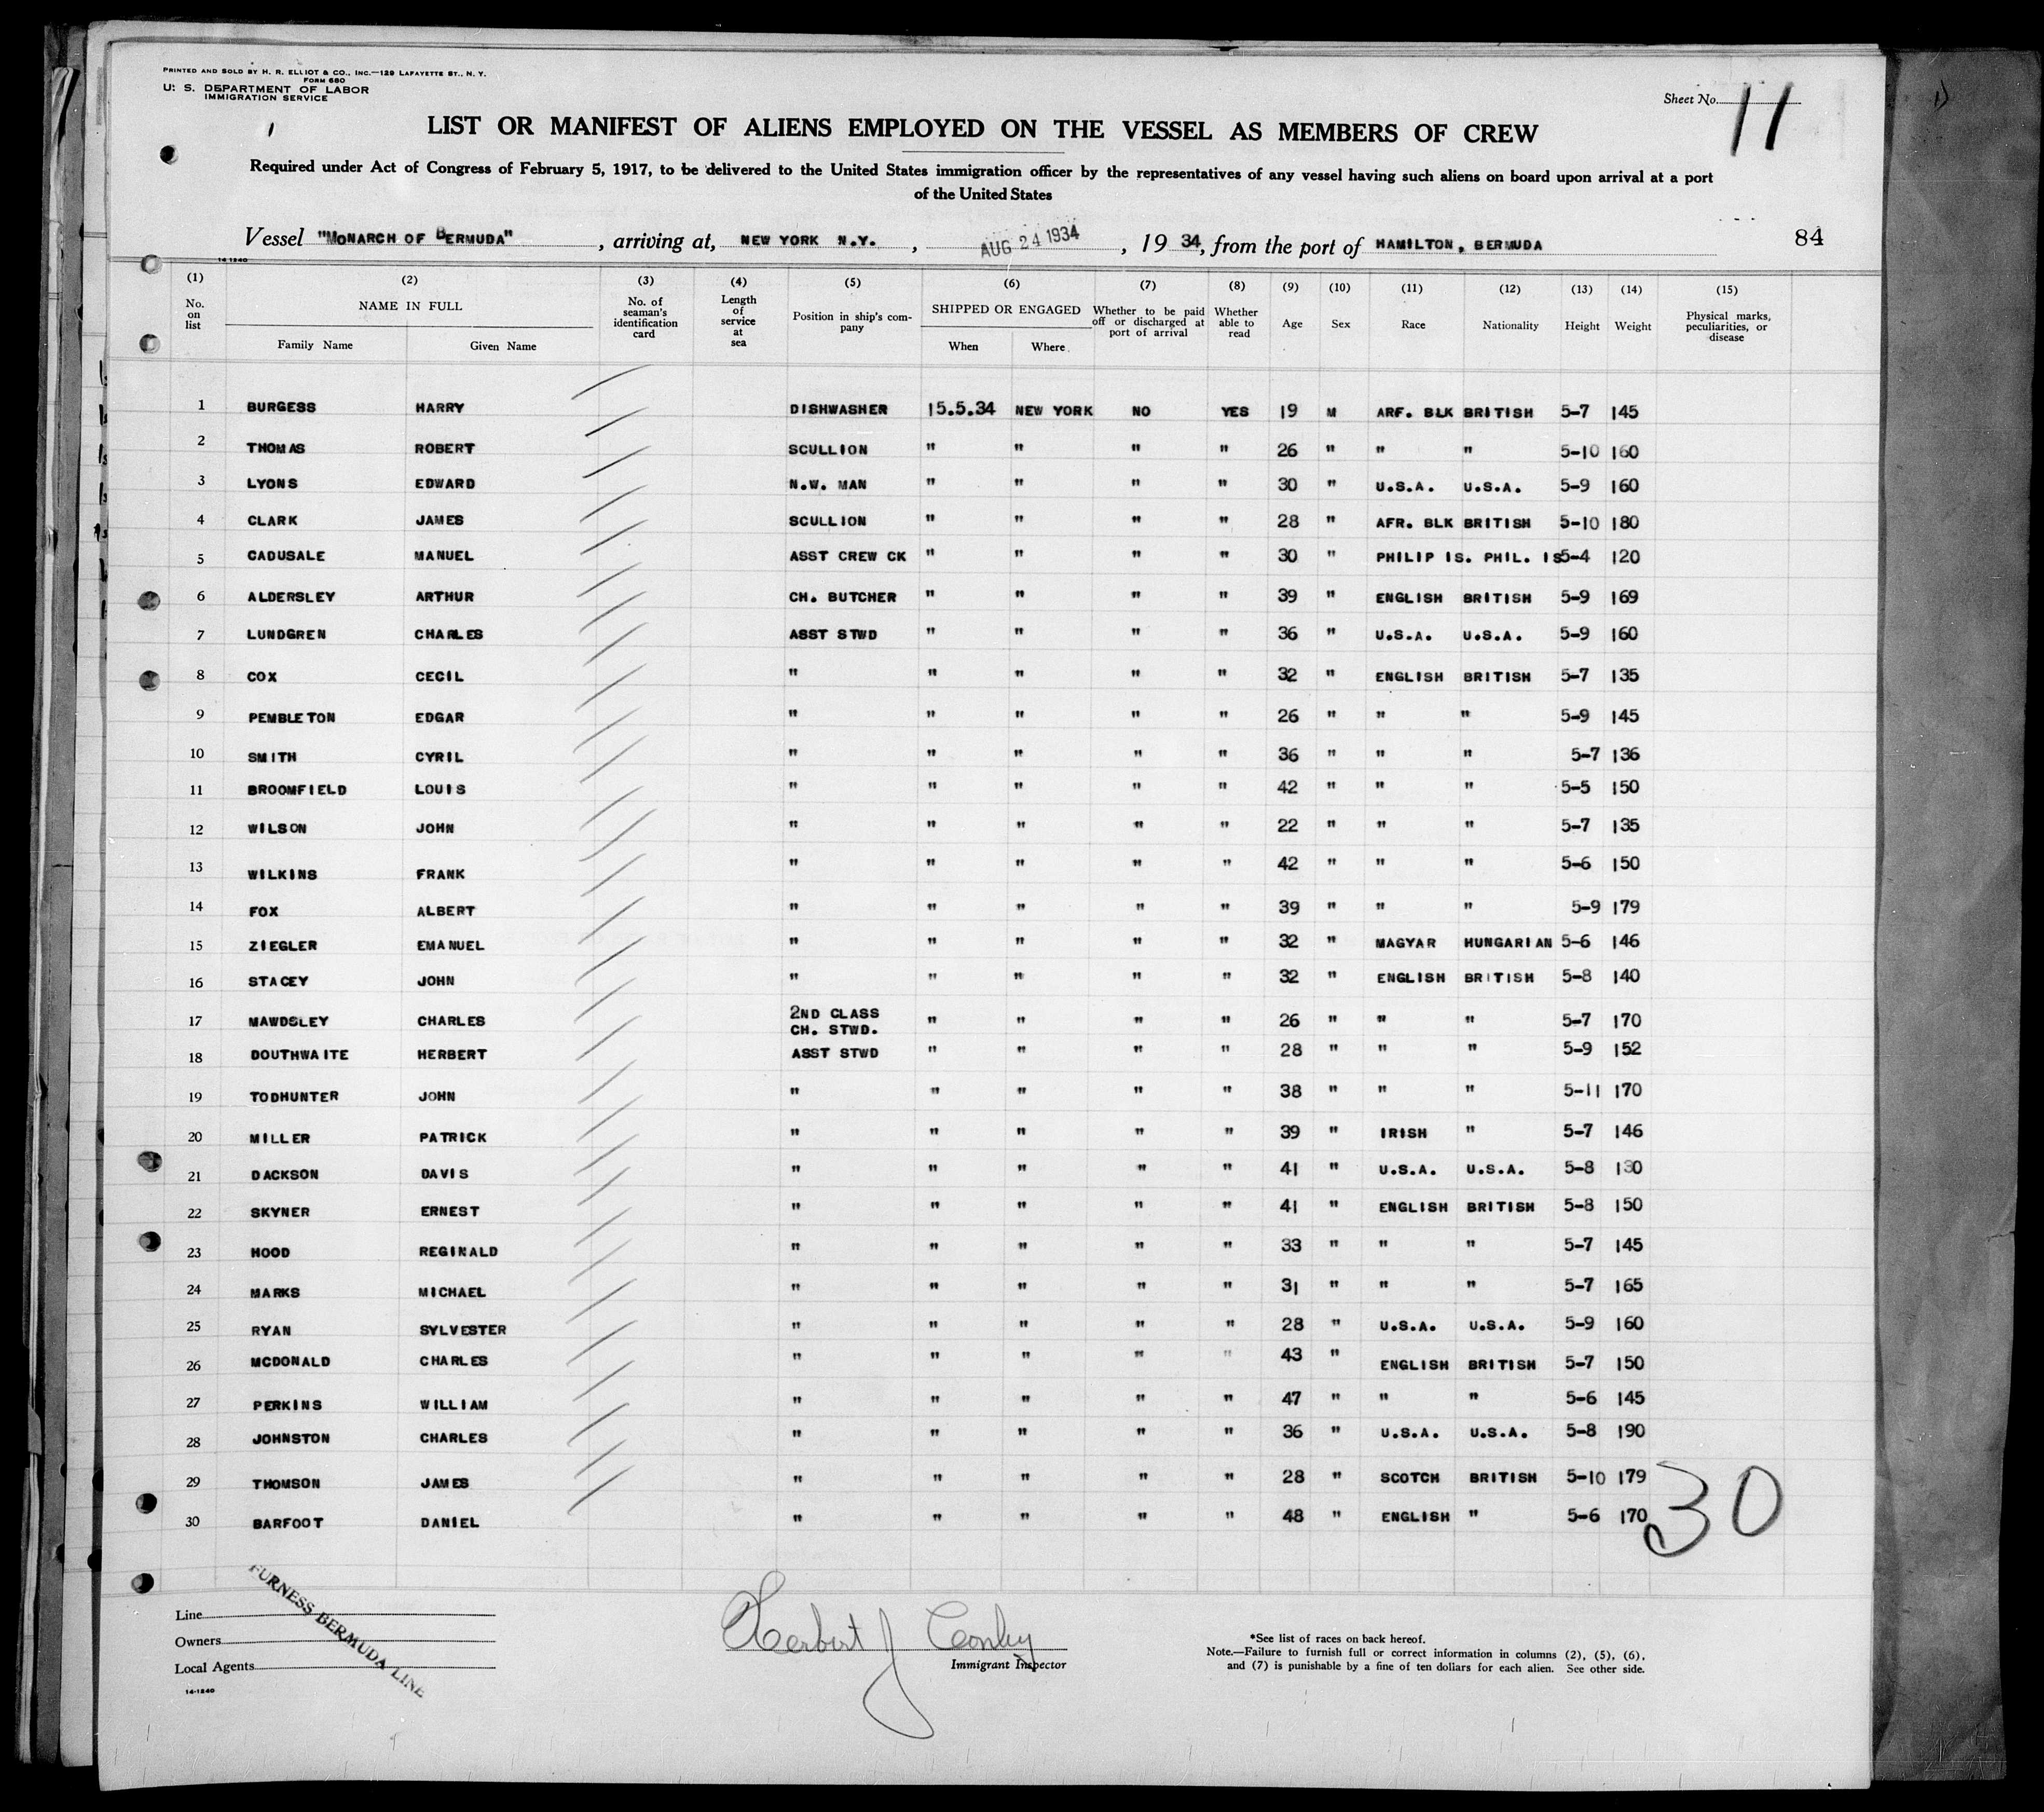 PRINTED AND SOLD BY H. R. ELLIOT & CO., INC.—129 LAFAYETTE ST., N. Y.
FORM 680
U. S. DEPARTMENT OF LABOR
IMMIGRATION SERVICE
Sheet No. 11
LIST OR MANIFEST OF ALIENS EMPLOYED ON THE VESSEL AS MEMBERS OF CREW
Required under Act of Congress of February 5, 1917, to be delivered to the United States immigration officer by the representatives of any vessel having such aliens on board upon arrival at a port
of the United States
Vessel "MONARCH OF BERMUDA", arriving at, NEW YORK N.Y., AUG 24 1934, 19 34, from the port of HAMILTON, BERMUDA 84
14-1240
(1) (2) (3) (4) (5) (6) (7) (8) (9) (10) (11) (12) (13) (14) (15)
No. on list NAME IN FULL Family Name Given Name No. of seaman's identification card Length of service at sea Position in ship's company SHIPPED OR ENGAGED When Where Whether to be paid off or discharged at port of arrival Whether able to read Age Sex Race Nationality Height Weight Physical marks, peculiarities, or disease
1 BURGESS HARRY DISHWASHER 15.5.34 NEW YORK NO YES 19 M ARF. BLK BRITISH 5-7 145
2 THOMAS ROBERT SCULLION " " " " 26 " " " 5-10 160
3 LYONS EDWARD N.W. MAN " " " " 30 " U.S.A. U.S.A. 5-9 160
4 CLARK JAMES SCULLION " " " " 28 " AFR. BLK BRITISH 5-10 180
5 CADUSALE MANUEL ASST CREW CK " " " " 30 " PHILIP IS. PHIL. IS 5-4 120
6 ALDERSLEY ARTHUR CH. BUTCHER " " " " 39 " ENGLISH BRITISH 5-9 169
7 LUNDGREN CHARLES ASST STWD " " " " 36 " U.S.A. U.S.A. 5-9 160
8 COX CECIL " " " " " 32 " ENGLISH BRITISH 5-7 135
9 PEMBLETON EDGAR " " " " " 26 " " " 5-9 145
10 SMITH CYRIL " " " " " 36 " " " 5-7 136
11 BROOMFIELD LOUIS " " " " " 42 " " " 5-5 150
12 WILSON JOHN " " " " " 22 " " " 5-7 135
13 WILKINS FRANK " " " " " 42 " " " 5-6 150
14 FOX ALBERT " " " " " 39 " " " 5-9 179
15 ZIEGLER EMANUEL " " " " " 32 " MAGYAR HUNGARIAN 5-6 146
16 STACEY JOHN " " " " " 32 " ENGLISH BRITISH 5-8 140
17 MAWDSLEY CHARLES 2ND CLASS CH. STWD. " " " " 26 " " " 5-7 170
18 DOUTHWAITE HERBERT ASST STWD " " " " 28 " " " 5-9 152
19 TODHUNTER JOHN " " " " " 38 " " " 5-11 170
20 MILLER PATRICK " " " " " 39 " IRISH " 5-7 146
21 DACKSON DAVIS " " " " " 41 " U.S.A. U.S.A. 5-8 130
22 SKYNER ERNEST " " " " " 41 " ENGLISH BRITISH 5-8 150
23 HOOD REGINALD " " " " " 33 " " " 5-7 145
24 MARKS MICHAEL " " " " " 31 " " " 5-7 165
25 RYAN SYLVESTER " " " " " 28 " U.S.A. U.S.A. 5-9 160
26 MCDONALD CHARLES " " " " " 43 " ENGLISH BRITISH 5-7 150
27 PERKINS WILLIAM " " " " " 47 " " " 5-6 145
28 JOHNSTON CHARLES " " " " " 36 " U.S.A. U.S.A. 5-8 190
29 THOMSON JAMES " " " " " 28 " SCOTCH BRITISH 5-10 179
30 BARFOOT DANIEL " " " " " 48 " ENGLISH " 5-6 170
30
Line
Owners
Local Agents
FURNESS BERMUDA LINE
14-1240
Herbert J Conley
Immigrant Inspector
*See list of races on back hereof.
Note.—Failure to furnish full or correct information in columns (2), (5), (6),
and (7) is punishable by a fine of ten dollars for each alien. See other side.